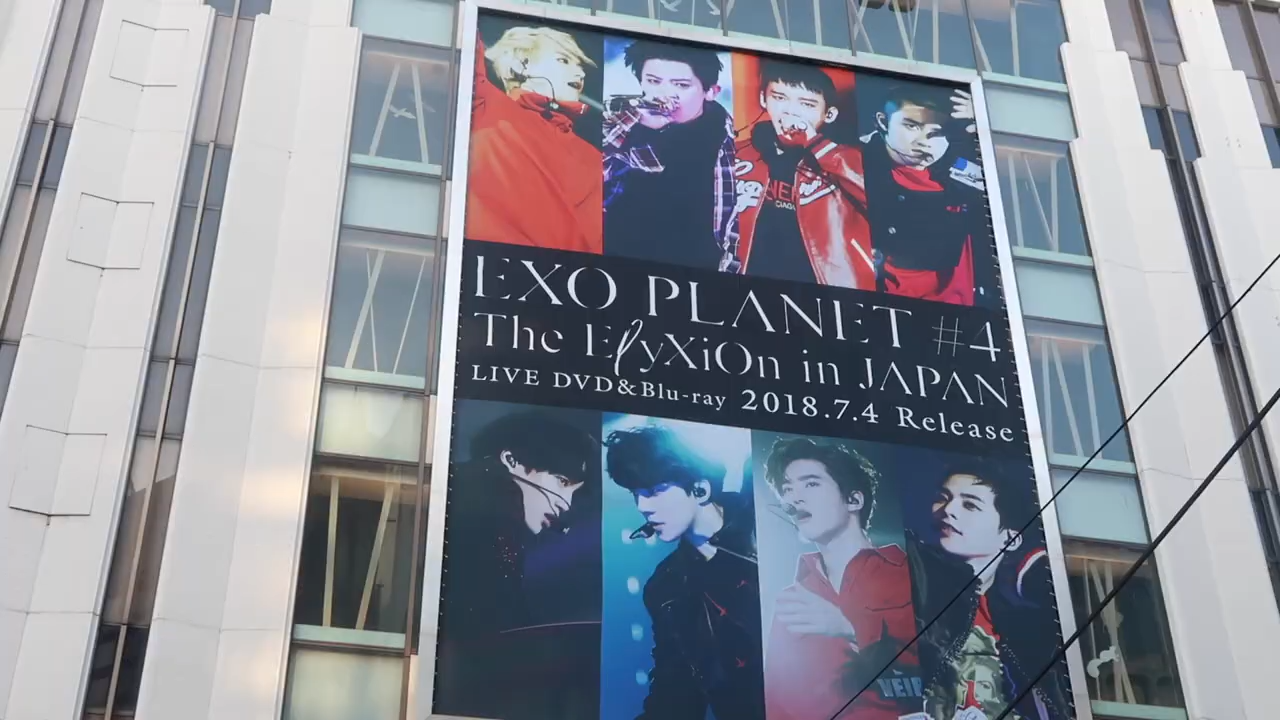 EXO PLANET #4
The ElyXiOn in JAPAN
LIVE DVD&Blu-ray 2018.7.4 Release